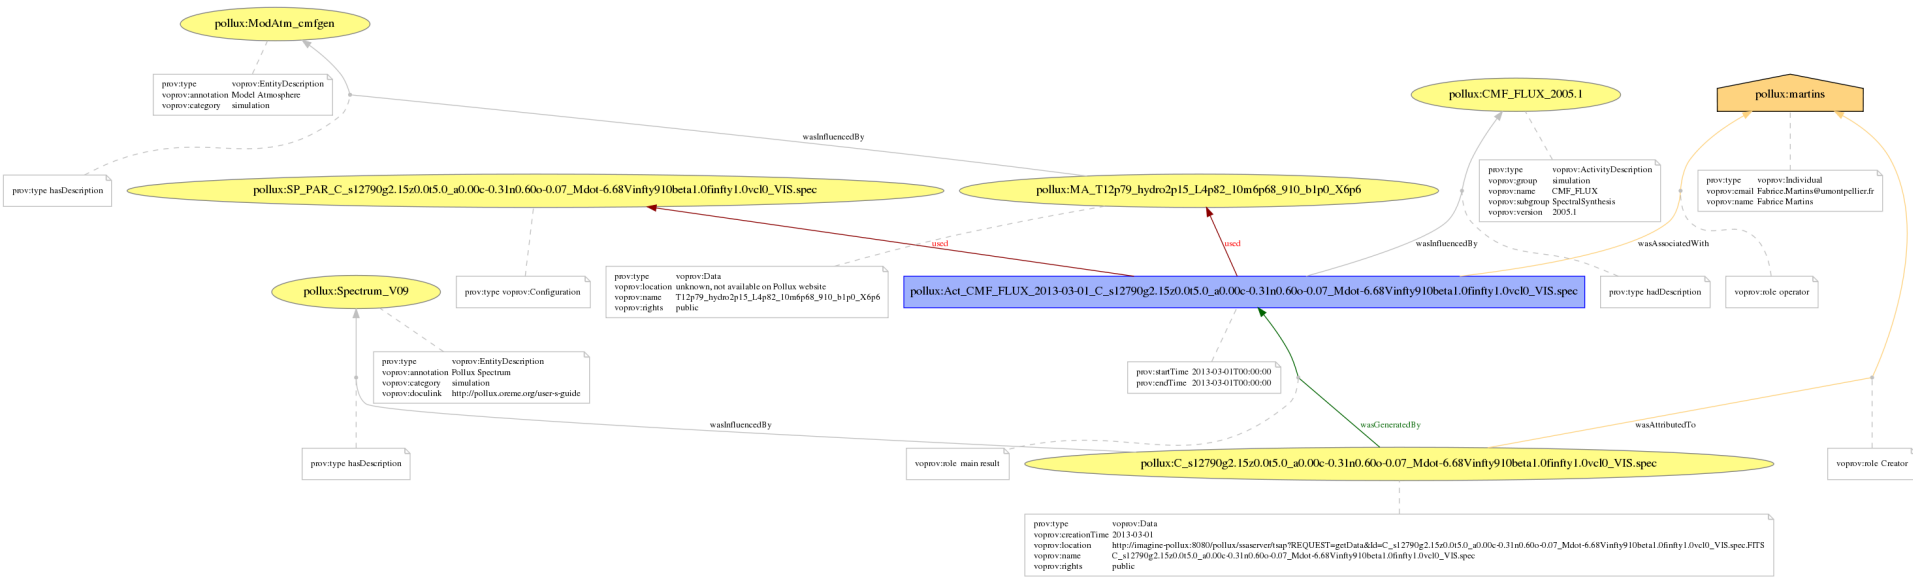 pollux:ModAtm_cmfgen
prov:type voprov:EntityDescription
voprov:annotation Model Atmosphere
voprov:category simulation
pollux:CMF_FLUX_2005.1
pollux:martins
wasInfluencedBy
prov:type hasDescription
pollux:SP_PAR_C_s12790g2.15z0.0t5.0_a0.00c-0.31n0.60o-0.07_Mdot-6.68Vinfty910beta1.0finfty1.0vcl0_VIS.spec
pollux:MA_T12p79_hydro2p15_L4p82_10m6p68_910_b1p0_X6p6
prov:type voprov:ActivityDescription
voprov:group simulation
voprov:name CMF_FLUX
voprov:subgroup SpectralSynthesis
voprov:version 2005.1
prov:type voprov:Individual
voprov:email Fabrice.Martins@umontpellier.fr
voprov:name Fabrice Martins
used
used
wasInfluencedBy
wasAssociatedWith
pollux:Spectrum_V09
prov:type voprov:Configuration
prov:type voprov:Data
voprov:location unknown, not available on Pollux website
voprov:name T12p79_hydro2p15_L4p82_10m6p68_910_b1p0_X6p6
voprov:rights public
pollux:Act_CMF_FLUX_2013-03-01_C_s12790g2.15z0.0t5.0_a0.00c-0.31n0.60o-0.07_Mdot-6.68Vinfty910beta1.0finfty1.0vcl0_VIS.spec
prov:type hadDescription
voprov:role operator
prov:type voprov:EntityDescription
voprov:annotation Pollux Spectrum
voprov:category simulation
voprov:doculink http://pollux.oreme.org/user-s-guide
prov:startTime 2013-03-01T00:00:00
prov:endTime 2013-03-01T00:00:00
wasInfluencedBy
wasGeneratedBy
wasAttributedTo
prov:type hasDescription
voprov:role main result
pollux:C_s12790g2.15z0.0t5.0_a0.00c-0.31n0.60o-0.07_Mdot-6.68Vinfty910beta1.0finfty1.0vcl0_VIS.spec
voprov:role Creator
prov:type voprov:Data
voprov:creationTime 2013-03-01
voprov:location http://imagine-pollux:8080/pollux/ssaserver/tsap?REQUEST=getData&Id=C_s12790g2.15z0.0t5.0_a0.00c-0.31n0.60o-0.07_Mdot-6.68Vinfty910beta1.0finfty1.0vcl0_VIS.spec.FITS
voprov:name C_s12790g2.15z0.0t5.0_a0.00c-0.31n0.60o-0.07_Mdot-6.68Vinfty910beta1.0finfty1.0vcl0_VIS.spec
voprov:rights public